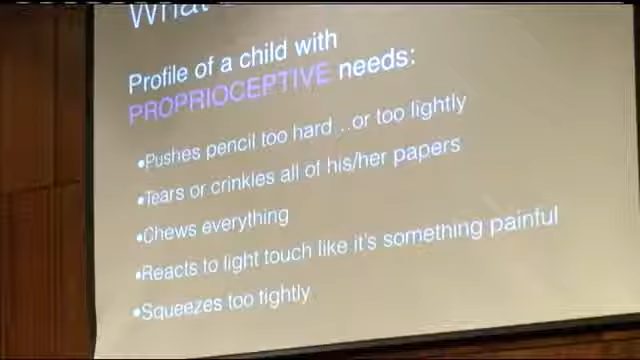 What
Profile of a child with
PROPRIOCEPTIVE needs:
•Pushes pencil too hard...or too lightly
•Tears or crinkles all of his/her papers
•Chews everything
•Reacts to light touch like it's something painful
•Squeezes too tightly